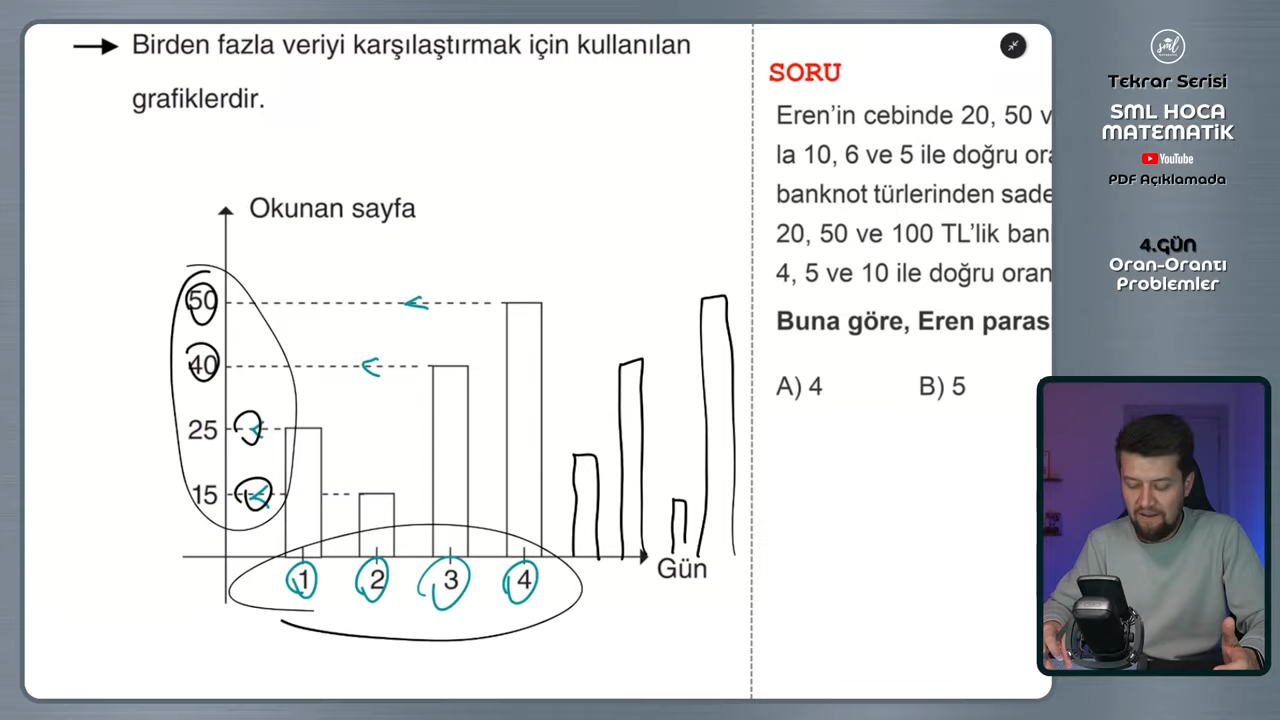 Birden fazla veriyi karşılaştırmak için kullanılan
grafiklerdir.
Okunan sayfa
50
40
25
15
1 2 3 4
Gün
SORU
Eren’in cebinde 20, 50 v
la 10, 6 ve 5 ile doğru ora
banknot türlerinden sade
20, 50 ve 100 TL’lik ban
4, 5 ve 10 ile doğru oran
Buna göre, Eren paras
A) 4 B) 5
sml
Tekrar Serisi
SML HOCA
MATEMATİK
YouTube
PDF Açıklamada
4.GÜN
Oran-Orantı
Problemler